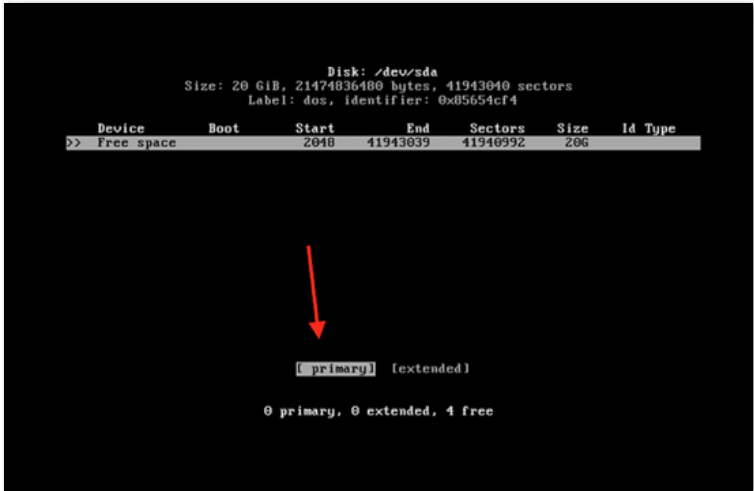 Disk: /dev/sda
Size: 20 GiB, 21474836480 bytes, 41943040 sectors
Label: dos, identifier: 0x85654cf4
Device Boot Start End Sectors Size Id Type
>> Free space 2048 41943039 41940992 20G
[ primary] [extended]
0 primary, 0 extended, 4 free